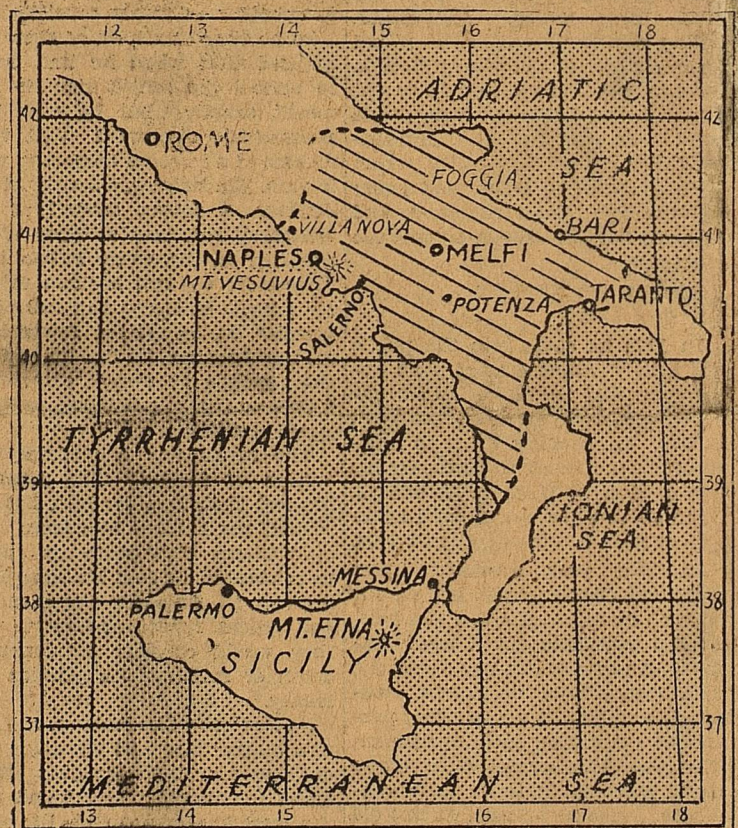 12 13 14 15 16 17 18
ADRIATIC
42 42
ROME
SEA
FOGGIA
VILLANOVA
BARI
41 41
NAPLES
MELFI
MT. VESUVIUS
POTENZA
TARANTO
SALERNO
40 40
TYRRHENIAN SEA
39 39
IONIAN
SEA
MESSINA
38 38
PALERMO
MT. ETNA
SICILY
37 37
MEDITERRANEAN SEA
13 14 15 16 17 18